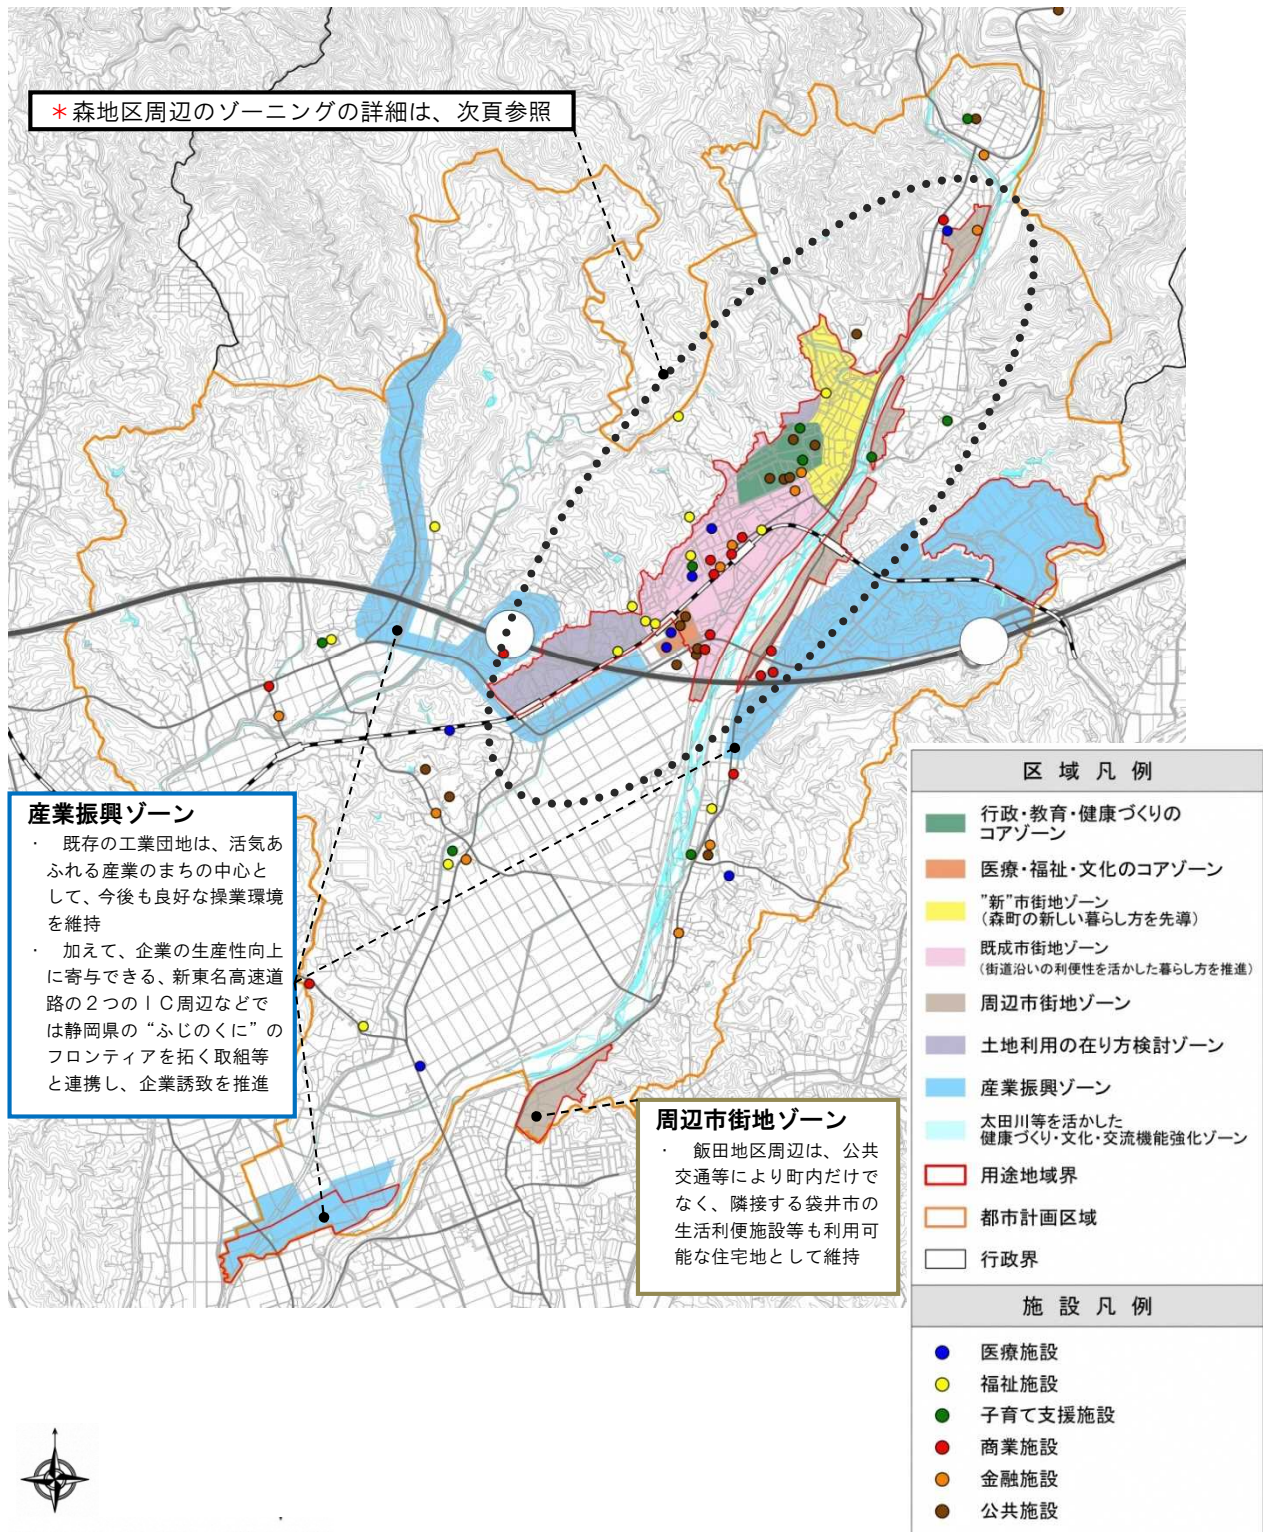 ＊森地区周辺のゾーニングの詳細は、次頁参照
産業振興ゾーン
・ 既存の工業団地は、活気あ
ふれる産業のまちの中心と
して、今後も良好な操業環境
を維持
・ 加えて、企業の生産性向上
に寄与できる、新東名高速道
路の２つのＩＣ周辺などで
は静岡県の“ふじのくに”の
フロンティアを拓く取組等
と連携し、企業誘致を推進
周辺市街地ゾーン
・ 飯田地区周辺は、公共
交通等により町内だけで
なく、隣接する袋井市の
生活利便施設等も利用可
能な住宅地として維持
区域凡例
行政・教育・健康づくりの
コアゾーン
医療・福祉・文化のコアゾーン
”新”市街地ゾーン
（森町の新しい暮らし方を先導）
既成市街地ゾーン
（街道沿いの利便性を活かした暮らし方を推進）
周辺市街地ゾーン
土地利用の在り方検討ゾーン
産業振興ゾーン
太田川等を活かした
健康づくり・文化・交流機能強化ゾーン
用途地域界
都市計画区域
行政界
施設凡例
医療施設
福祉施設
子育て支援施設
商業施設
金融施設
公共施設